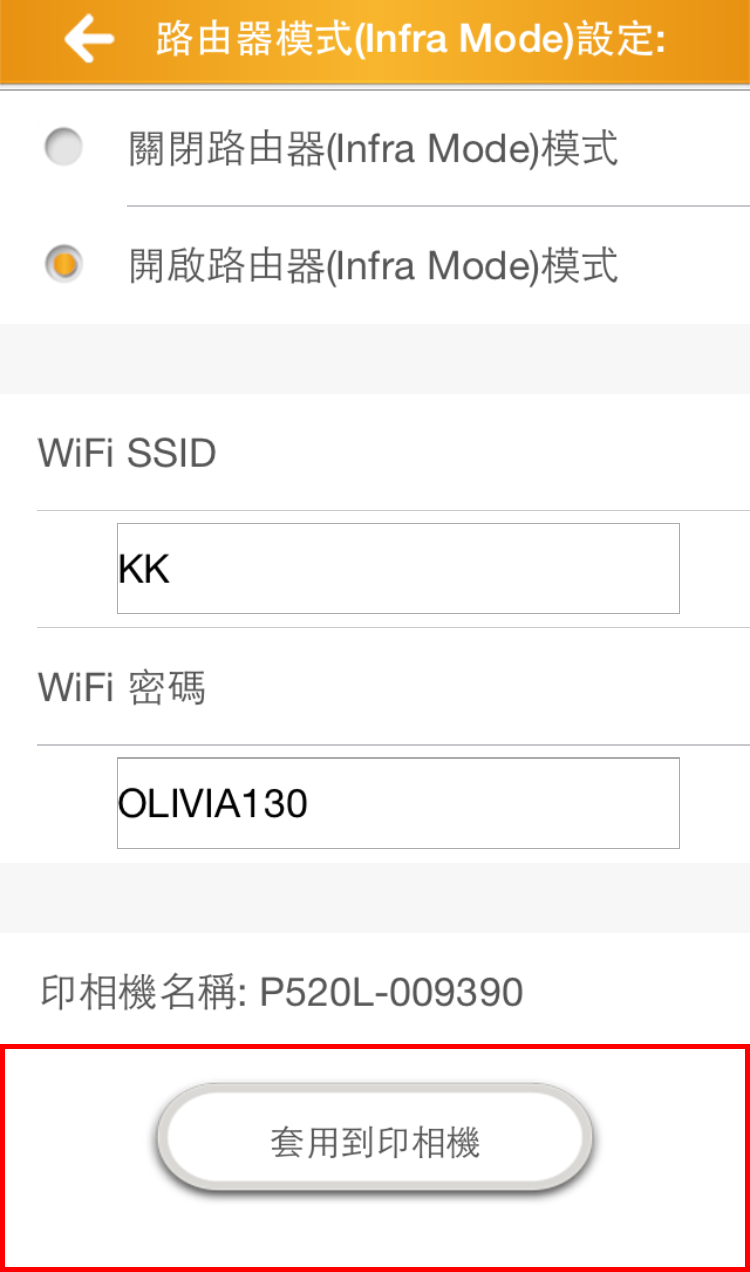 路由器模式(Infra Mode)設定:
關閉路由器(Infra Mode)模式
開啟路由器(Infra Mode)模式
WiFi SSID
KK
WiFi 密碼
OLIVIA130
印相機名稱: P520L-009390
套用到印相機